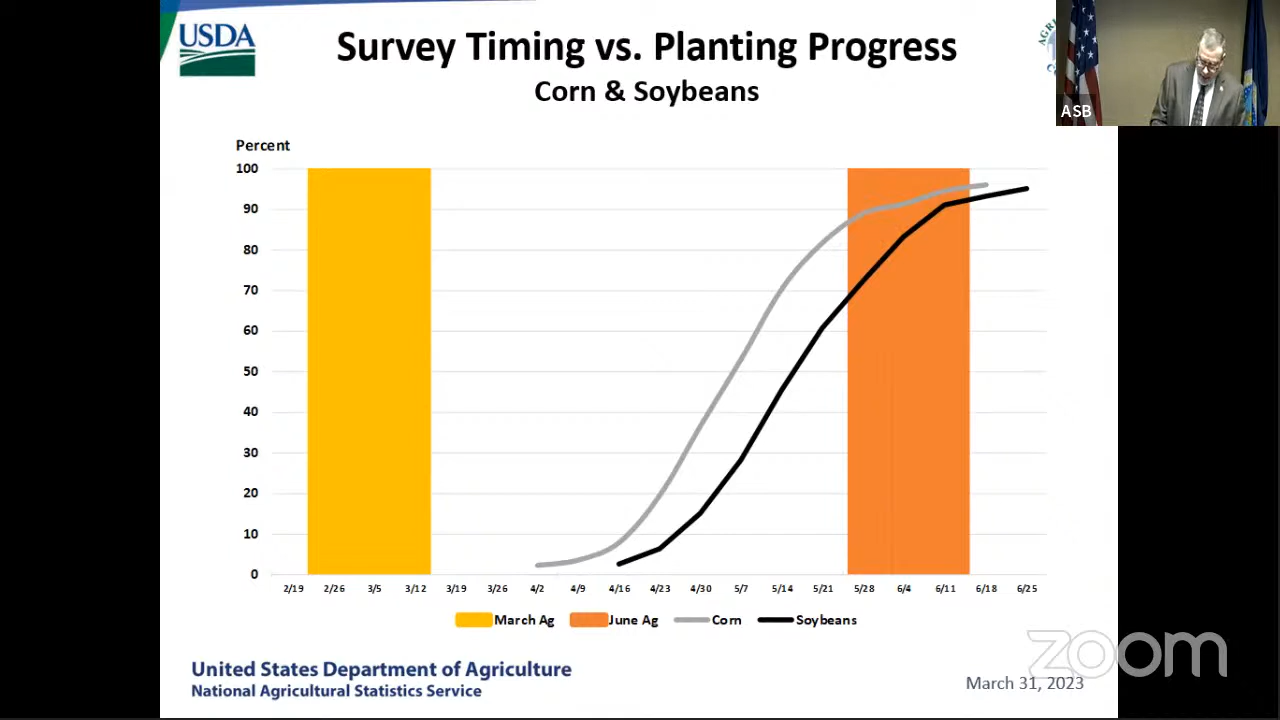 USDA
Survey Timing vs. Planting Progress
Corn & Soybeans
ASB
Percent
100
90
80
70
60
50
40
30
20
10
0
2/19 2/26 3/5 3/12 3/19 3/26 4/2 4/9 4/16 4/23 4/30 5/7 5/14 5/21 5/28 6/4 6/11 6/18 6/25
March Ag June Ag Corn Soybeans
zoom
United States Department of Agriculture
National Agricultural Statistics Service
March 31, 2023